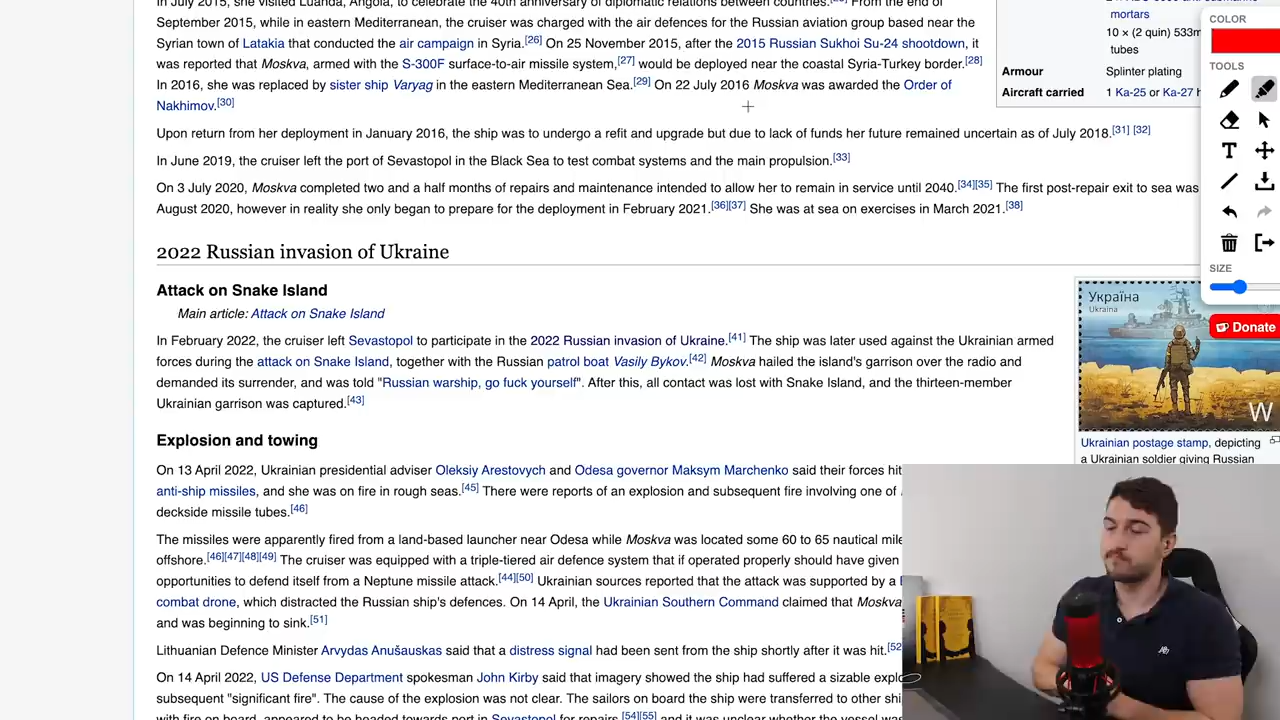 In July 2015, she visited Luanda, Angola, to celebrate the 40th anniversary of diplomatic relations between countries. From the end of
September 2015, while in eastern Mediterranean, the cruiser was charged with the air defences for the Russian aviation group based near the
Syrian town of Latakia that conducted the air campaign in Syria.[26] On 25 November 2015, after the 2015 Russian Sukhoi Su-24 shootdown, it
was reported that Moskva, armed with the S-300F surface-to-air missile system,[27] would be deployed near the coastal Syria-Turkey border.[28]
In 2016, she was replaced by sister ship Varyag in the eastern Mediterranean Sea.[29] On 22 July 2016 Moskva was awarded the Order of
Nakhimov.[30]
Upon return from her deployment in January 2016, the ship was to undergo a refit and upgrade but due to lack of funds her future remained uncertain as of July 2018.[31] [32]
In June 2019, the cruiser left the port of Sevastopol in the Black Sea to test combat systems and the main propulsion.[33]
On 3 July 2020, Moskva completed two and a half months of repairs and maintenance intended to allow her to remain in service until 2040.[34][35] The first post-repair exit to sea was
August 2020, however in reality she only began to prepare for the deployment in February 2021.[36][37] She was at sea on exercises in March 2021.[38]
mortars
10 × (2 quin) 533m
tubes
Armour Splinter plating
Aircraft carried 1 Ka-25 or Ka-27 h
COLOR
TOOLS
T
SIZE
Donate
2022 Russian invasion of Ukraine
Attack on Snake Island
Main article: Attack on Snake Island
In February 2022, the cruiser left Sevastopol to participate in the 2022 Russian invasion of Ukraine.[41] The ship was later used against the Ukrainian armed
forces during the attack on Snake Island, together with the Russian patrol boat Vasily Bykov.[42] Moskva hailed the island's garrison over the radio and
demanded its surrender, and was told "Russian warship, go fuck yourself". After this, all contact was lost with Snake Island, and the thirteen-member
Ukrainian garrison was captured.[43]
Україна
Ukraina
W
Ukrainian postage stamp, depicting
a Ukrainian soldier giving Russian
Explosion and towing
On 13 April 2022, Ukrainian presidential adviser Oleksiy Arestovych and Odesa governor Maksym Marchenko said their forces hit
anti-ship missiles, and she was on fire in rough seas.[45] There were reports of an explosion and subsequent fire involving one of
deckside missile tubes.[46]
The missiles were apparently fired from a land-based launcher near Odesa while Moskva was located some 60 to 65 nautical mile
offshore.[46][47][48][49] The cruiser was equipped with a triple-tiered air defence system that if operated properly should have given
opportunities to defend itself from a Neptune missile attack.[44][50] Ukrainian sources reported that the attack was supported by a
combat drone, which distracted the Russian ship's defences. On 14 April, the Ukrainian Southern Command claimed that Moskva
and was beginning to sink.[51]
Lithuanian Defence Minister Arvydas Anušauskas said that a distress signal had been sent from the ship shortly after it was hit.[52
On 14 April 2022, US Defense Department spokesman John Kirby said that imagery showed the ship had suffered a sizable explo
subsequent "significant fire". The cause of the explosion was not clear. The sailors on board the ship were transferred to other ship
with fire on board, appeared to be headed towards port in Sevastopol for repairs,[54][55] and it was unclear whether the vessel was